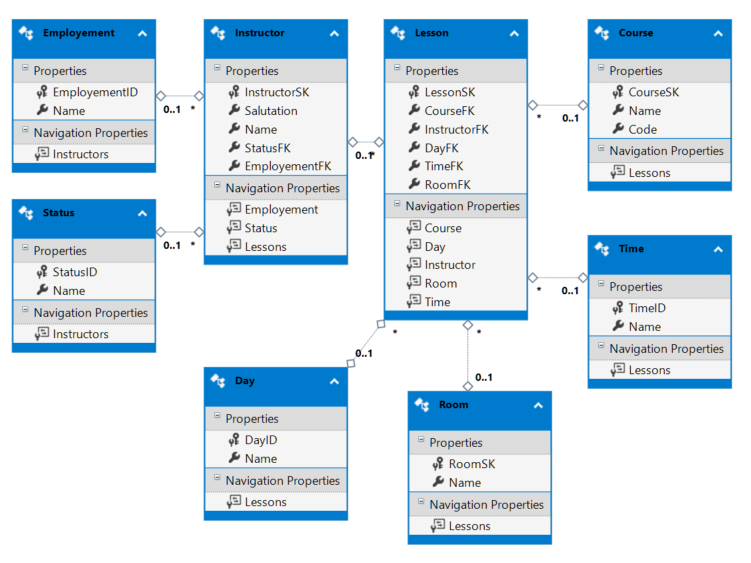 Employement
Properties
EmployementID
Name
Navigation Properties
Instructors
0..1
*
Instructor
Properties
InstructorSK
Salutation
Name
StatusFK
EmployementFK
Navigation Properties
Employement
Status
Lessons
0..1
*
Lesson
Properties
LessonSK
CourseFK
InstructorFK
DayFK
TimeFK
RoomFK
Navigation Properties
Course
Day
Instructor
Room
Time
*
0..1
Course
Properties
CourseSK
Name
Code
Navigation Properties
Lessons
Status
Properties
StatusID
Name
Navigation Properties
Instructors
0..1
*
*
0..1
Time
Properties
TimeID
Name
Navigation Properties
Lessons
*
0..1
Day
Properties
DayID
Name
Navigation Properties
Lessons
*
0..1
Room
Properties
RoomSK
Name
Navigation Properties
Lessons